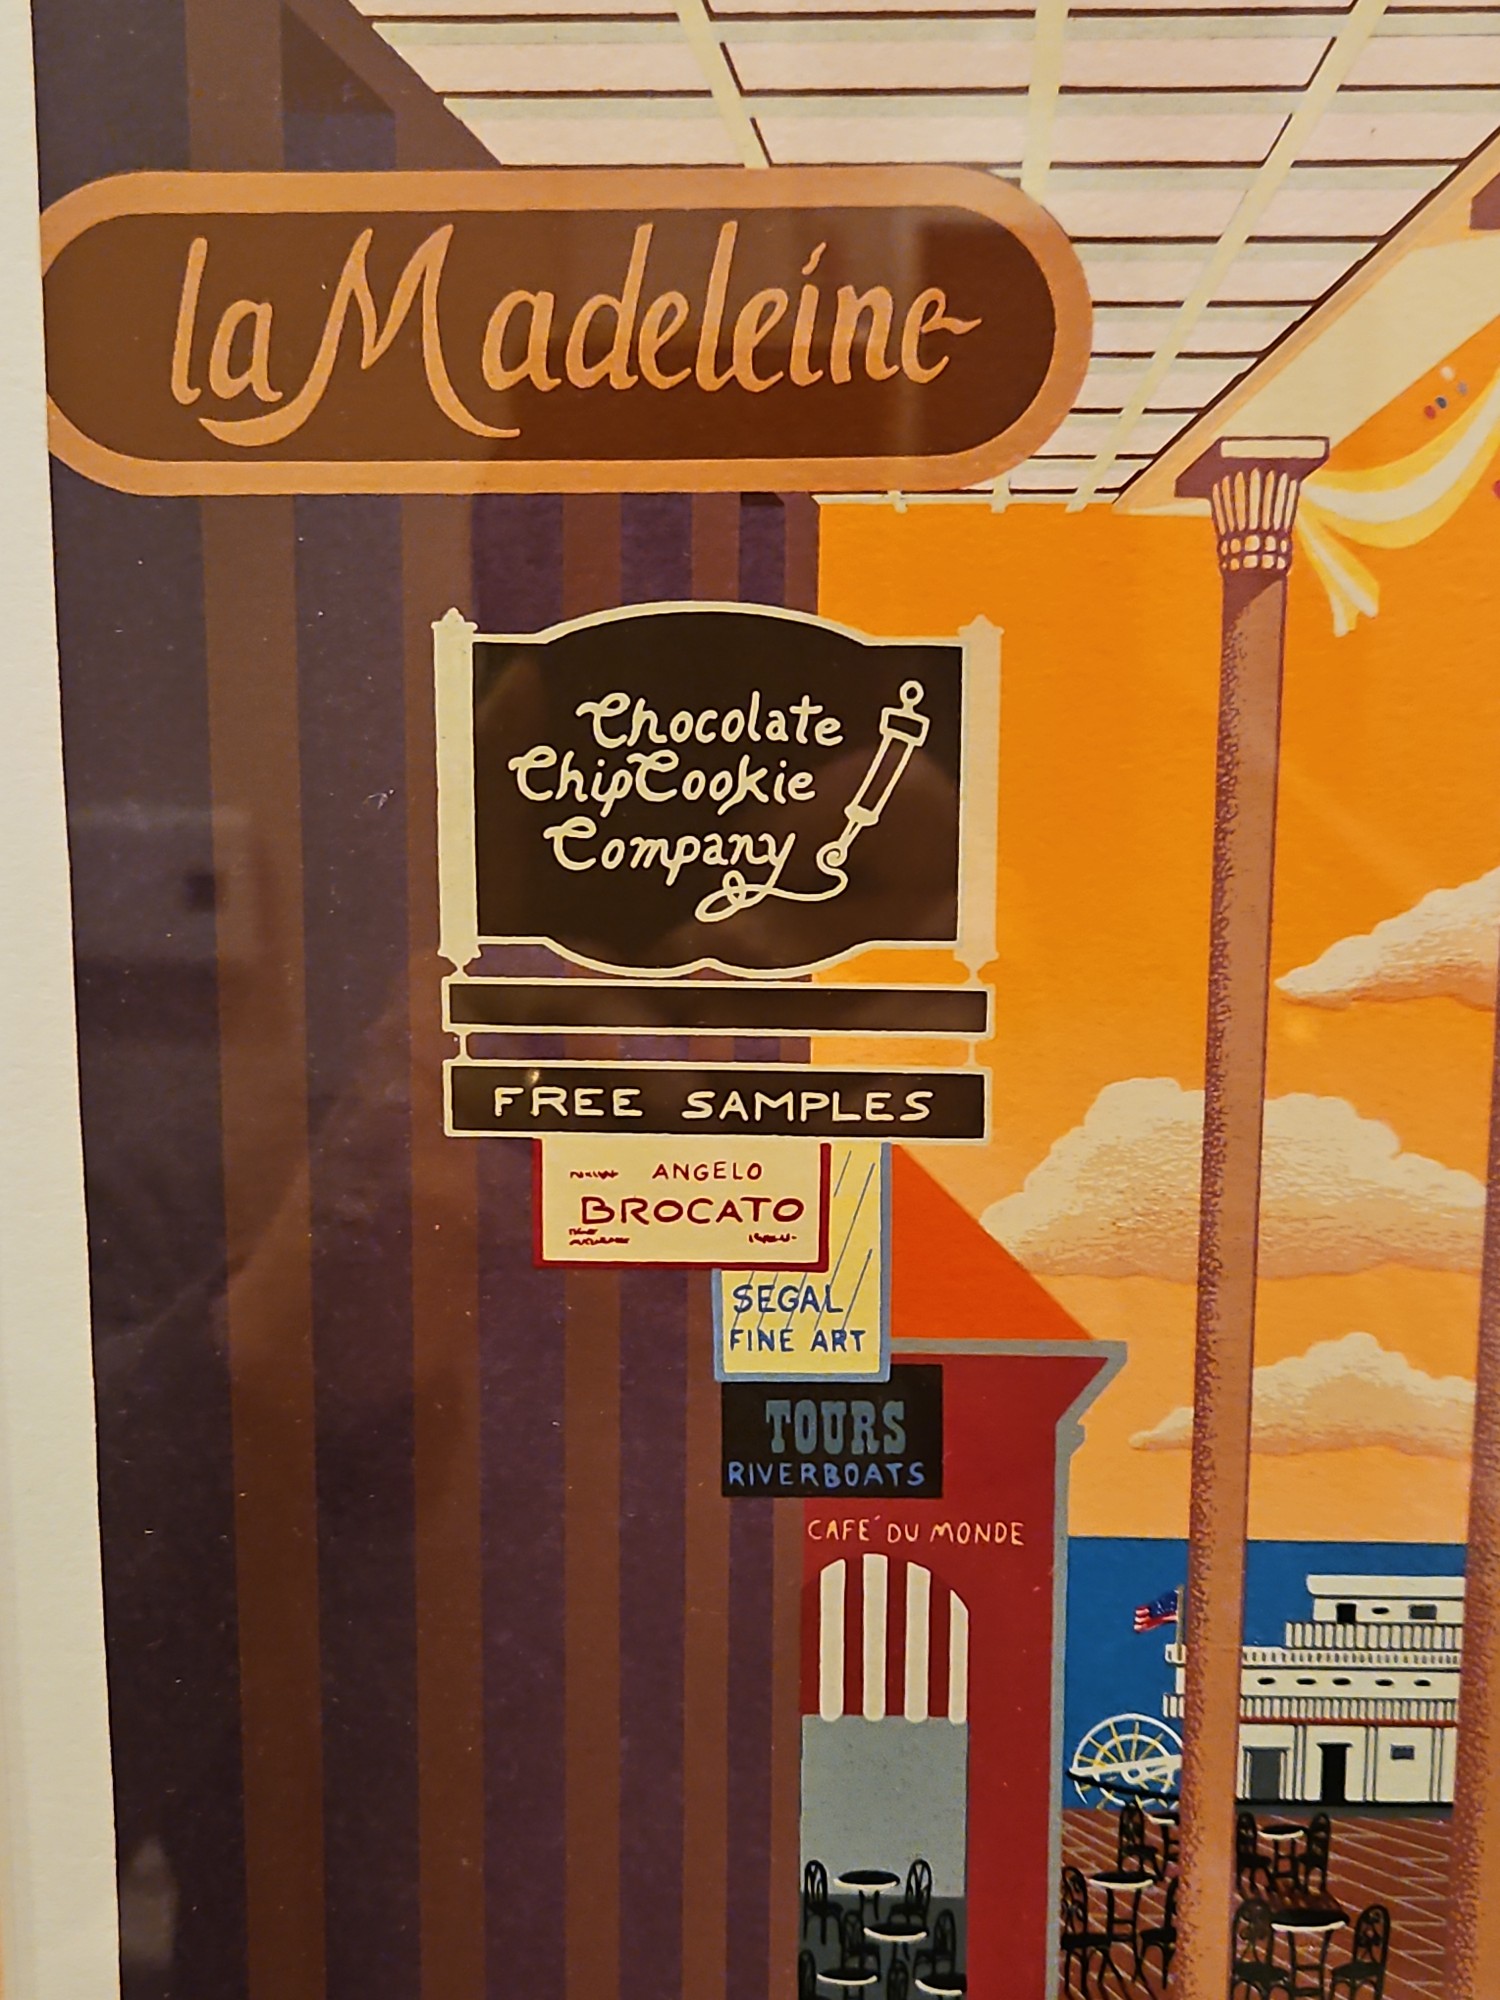 la Madeleine
Chocolate
Chip Cookie
Company
FREE SAMPLES
ANGELO
BROCATO
SEGAL
FINE ART
TOURS
RIVERBOATS
CAFÉ DU MONDE